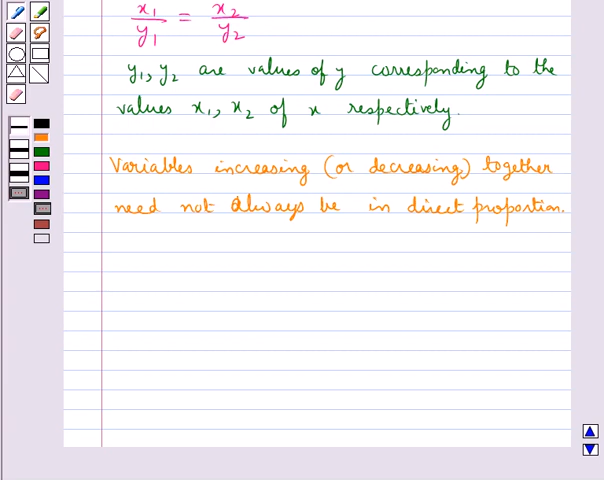 x₁/y₁ = x₂/y₂
y₁, y₂ are values of y corresponding to the
values x₁, x₂ of x respectively.
Variables increasing (or decreasing) together
need not always be in direct proportion.